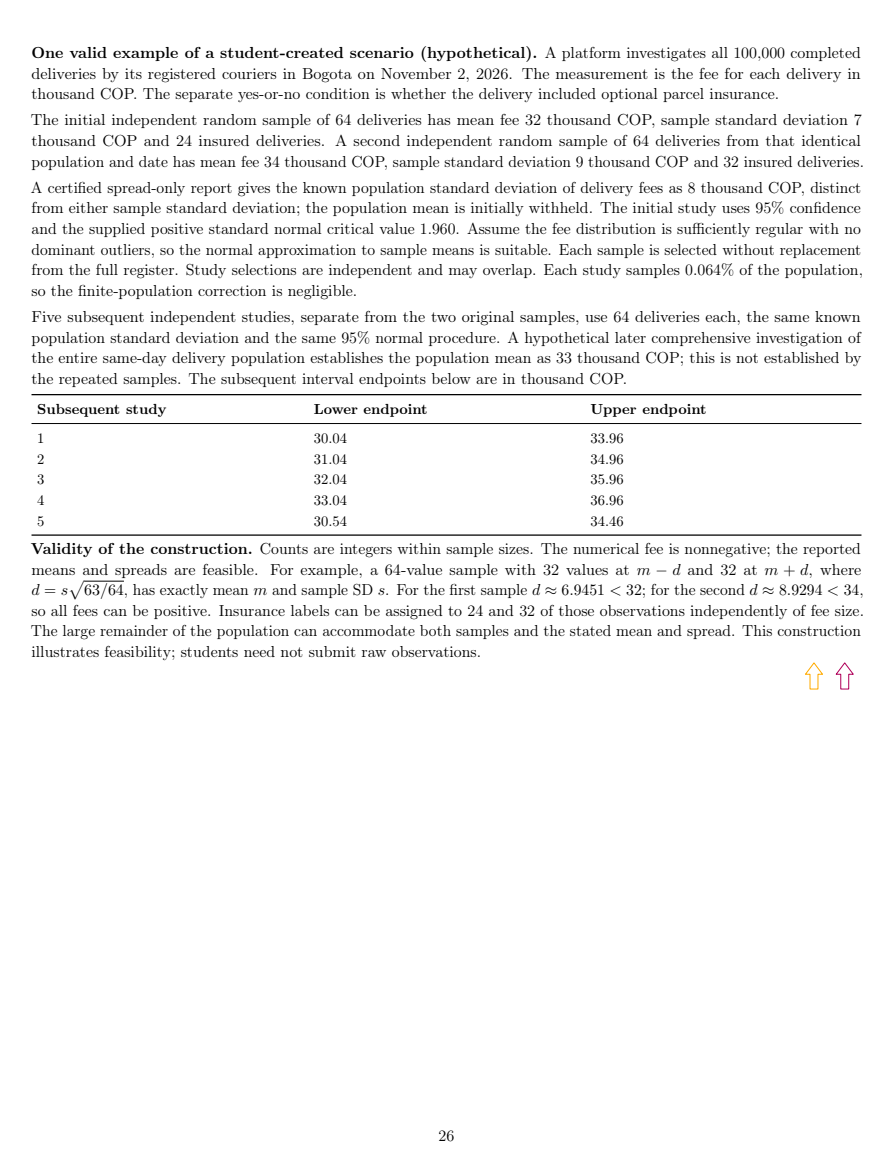 One valid example of a student-created scenario (hypothetical). A platform investigates all 100,000 completed
deliveries by its registered couriers in Bogota on November 2, 2026. The measurement is the fee for each delivery in
thousand COP. The separate yes-or-no condition is whether the delivery included optional parcel insurance.
The initial independent random sample of 64 deliveries has mean fee 32 thousand COP, sample standard deviation 7
thousand COP and 24 insured deliveries. A second independent random sample of 64 deliveries from that identical
population and date has mean fee 34 thousand COP, sample standard deviation 9 thousand COP and 32 insured deliveries.
A certified spread-only report gives the known population standard deviation of delivery fees as 8 thousand COP, distinct
from either sample standard deviation; the population mean is initially withheld. The initial study uses 95% confidence
and the supplied positive standard normal critical value 1.960. Assume the fee distribution is sufficiently regular with no
dominant outliers, so the normal approximation to sample means is suitable. Each sample is selected without replacement
from the full register. Study selections are independent and may overlap. Each study samples 0.064% of the population,
so the finite-population correction is negligible.
Five subsequent independent studies, separate from the two original samples, use 64 deliveries each, the same known
population standard deviation and the same 95% normal procedure. A hypothetical later comprehensive investigation of
the entire same-day delivery population establishes the population mean as 33 thousand COP; this is not established by
the repeated samples. The subsequent interval endpoints below are in thousand COP.
Subsequent study Lower endpoint Upper endpoint
1 30.04 33.96
2 31.04 34.96
3 32.04 35.96
4 33.04 36.96
5 30.54 34.46
Validity of the construction. Counts are integers within sample sizes. The numerical fee is nonnegative; the reported
means and spreads are feasible. For example, a 64-value sample with 32 values at m − d and 32 at m + d, where
d = s√63/64, has exactly mean m and sample SD s. For the first sample d ≈ 6.9451 < 32; for the second d ≈ 8.9294 < 34,
so all fees can be positive. Insurance labels can be assigned to 24 and 32 of those observations independently of fee size.
The large remainder of the population can accommodate both samples and the stated mean and spread. This construction
illustrates feasibility; students need not submit raw observations.
26